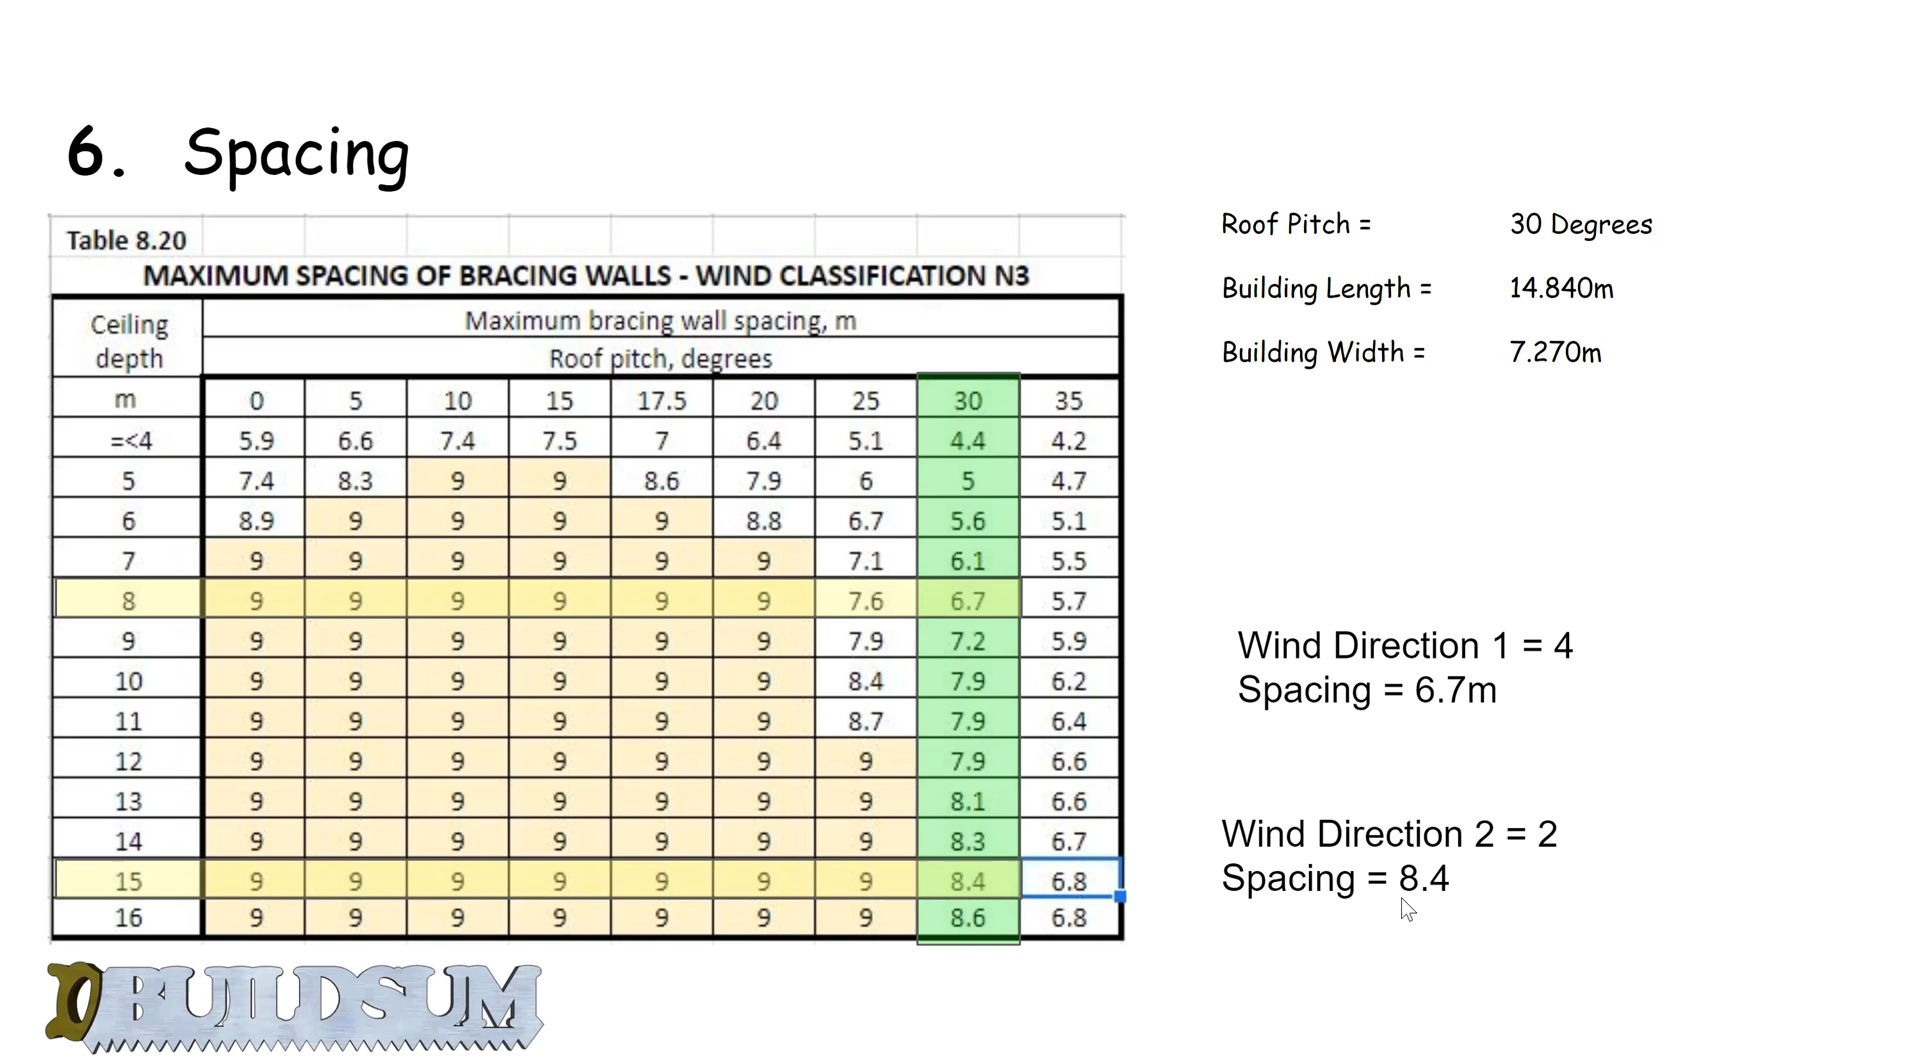 6. Spacing
Table 8.20
MAXIMUM SPACING OF BRACING WALLS - WIND CLASSIFICATION N3
Ceiling depth Maximum bracing wall spacing, m
Roof pitch, degrees
m 0 5 10 15 17.5 20 25 30 35
=<4 5.9 6.6 7.4 7.5 7 6.4 5.1 4.4 4.2
5 7.4 8.3 9 9 8.6 7.9 6 5 4.7
6 8.9 9 9 9 9 8.8 6.7 5.6 5.1
7 9 9 9 9 9 9 7.1 6.1 5.5
8 9 9 9 9 9 9 7.6 6.7 5.7
9 9 9 9 9 9 9 7.9 7.2 5.9
10 9 9 9 9 9 9 8.4 7.9 6.2
11 9 9 9 9 9 9 8.7 7.9 6.4
12 9 9 9 9 9 9 9 7.9 6.6
13 9 9 9 9 9 9 9 8.1 6.6
14 9 9 9 9 9 9 9 8.3 6.7
15 9 9 9 9 9 9 9 8.4 6.8
16 9 9 9 9 9 9 9 8.6 6.8
Roof Pitch = 30 Degrees
Building Length = 14.840m
Building Width = 7.270m
Wind Direction 1 = 4
Spacing = 6.7m
Wind Direction 2 = 2
Spacing = 8.4
BUILDSUM